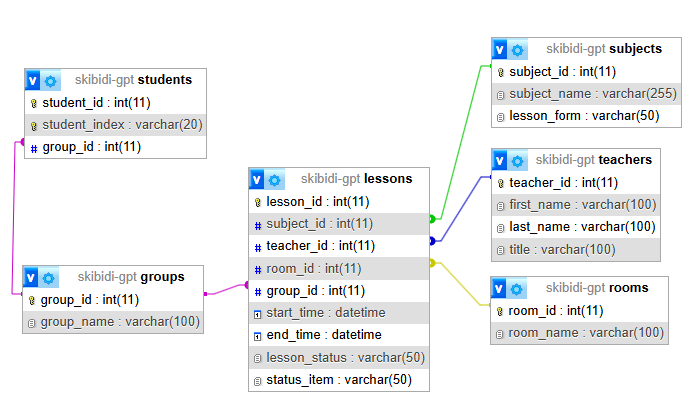 skibidi-gpt students
student_id : int(11)
student_index : varchar(20)
group_id : int(11)
skibidi-gpt groups
group_id : int(11)
group_name : varchar(100)
skibidi-gpt lessons
lesson_id : int(11)
subject_id : int(11)
teacher_id : int(11)
room_id : int(11)
group_id : int(11)
start_time : datetime
end_time : datetime
lesson_status : varchar(50)
status_item : varchar(50)
skibidi-gpt subjects
subject_id : int(11)
subject_name : varchar(255)
lesson_form : varchar(50)
skibidi-gpt teachers
teacher_id : int(11)
first_name : varchar(100)
last_name : varchar(100)
title : varchar(100)
skibidi-gpt rooms
room_id : int(11)
room_name : varchar(100)